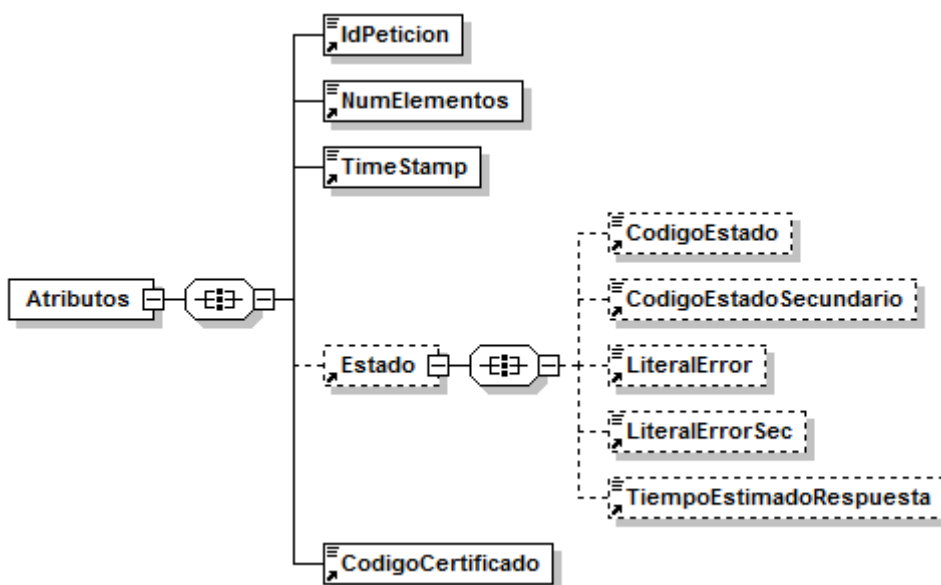 IdPeticion
NumElementos
TimeStamp
CodigoEstado
CodigoEstadoSecundario
Atributos
Estado
LiteralError
LiteralErrorSec
TiempoEstimadoRespuesta
CodigoCertificado